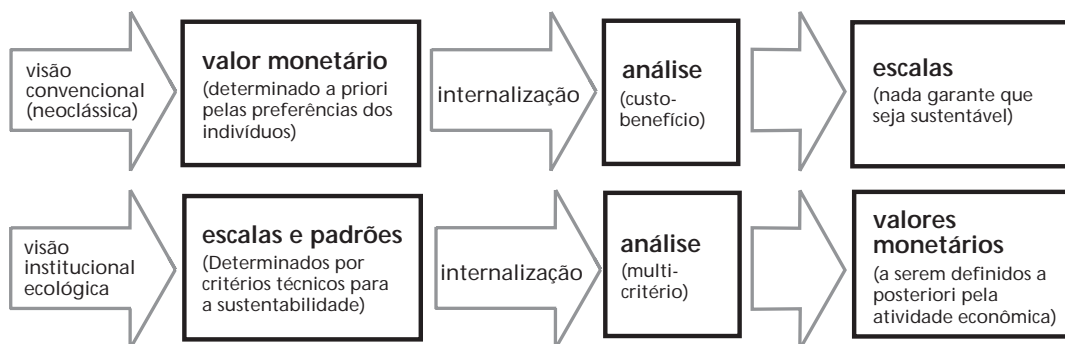 visão
convencional
(neoclássica)
valor monetário
(determinado a priori
pelas preferências dos
indivíduos)
internalização
análise
(custo-
benefício)
escalas
(nada garante que
seja sustentável)
visão
institucional
ecológica
escalas e padrões
(Determinados por
critérios técnicos para
a sustentabilidade)
internalização
análise
(multi-
critério)
valores
monetários
(a serem definidos a
posteriori pela
atividade econômica)